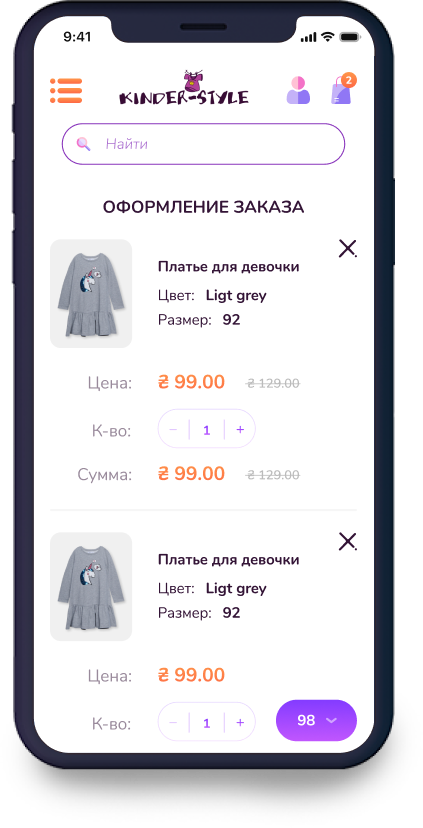 9:41
2
KINDER-STYLE
Найти
ОФОРМЛЕНИЕ ЗАКАЗА
Платье для девочки
Цвет: Ligt grey
Размер: 92
Цена: ₴ 99.00 ₴ 129.00
К-во: − 1 +
Сумма: ₴ 99.00 ₴ 129.00
Платье для девочки
Цвет: Ligt grey
Размер: 92
Цена: ₴ 99.00
К-во: − 1 + 98